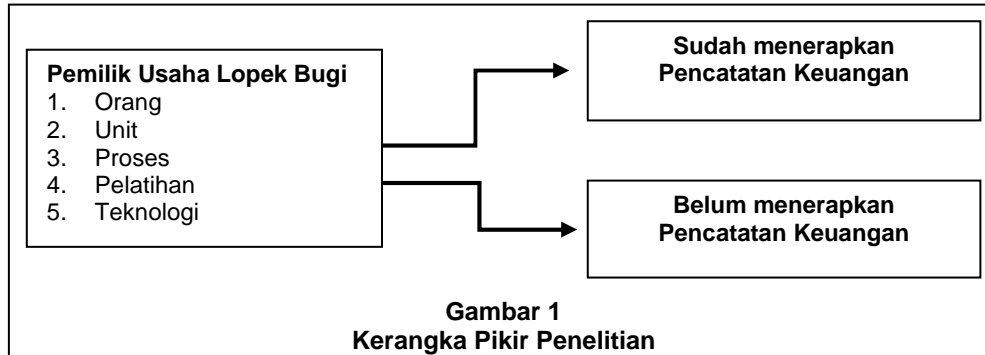 Pemilik Usaha Lopek Bugi
1. Orang
2. Unit
3. Proses
4. Pelatihan
5. Teknologi
Sudah menerapkan
Pencatatan Keuangan
Belum menerapkan
Pencatatan Keuangan
Gambar 1
Kerangka Pikir Penelitian